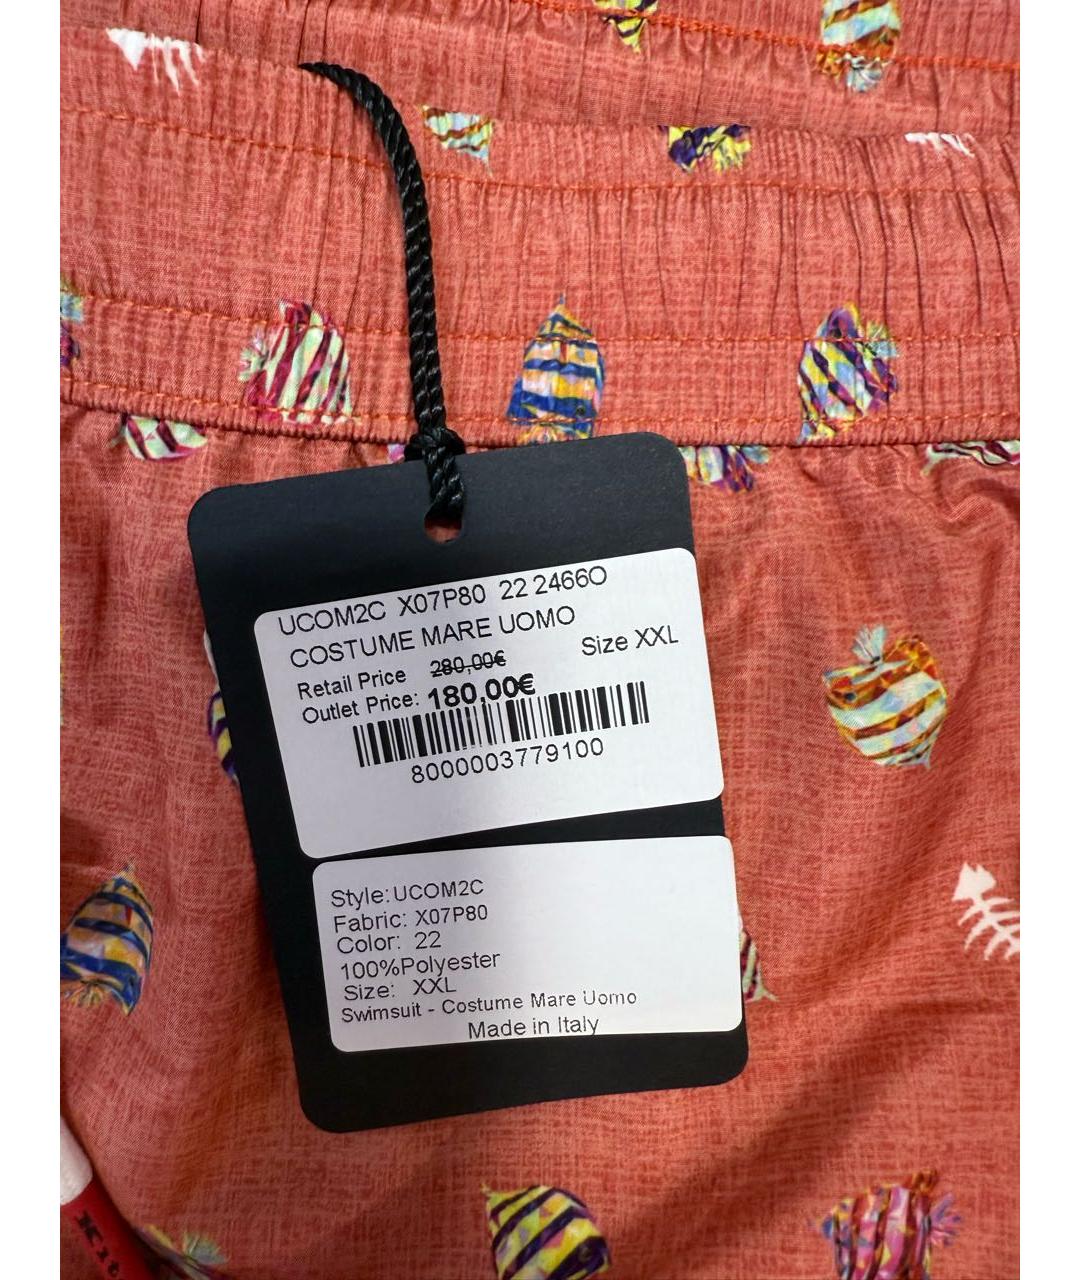 UCOM2C X07P80 22 2466O
COSTUME MARE UOMO
Retail Price 280,00€ Size XXL
Outlet Price: 180,00€
8000003779100
Style: UCOM2C
Fabric: X07P80
Color: 22
100%Polyester
Size: XXL
Swimsuit - Costume Mare Uomo
Made in Italy
Kit